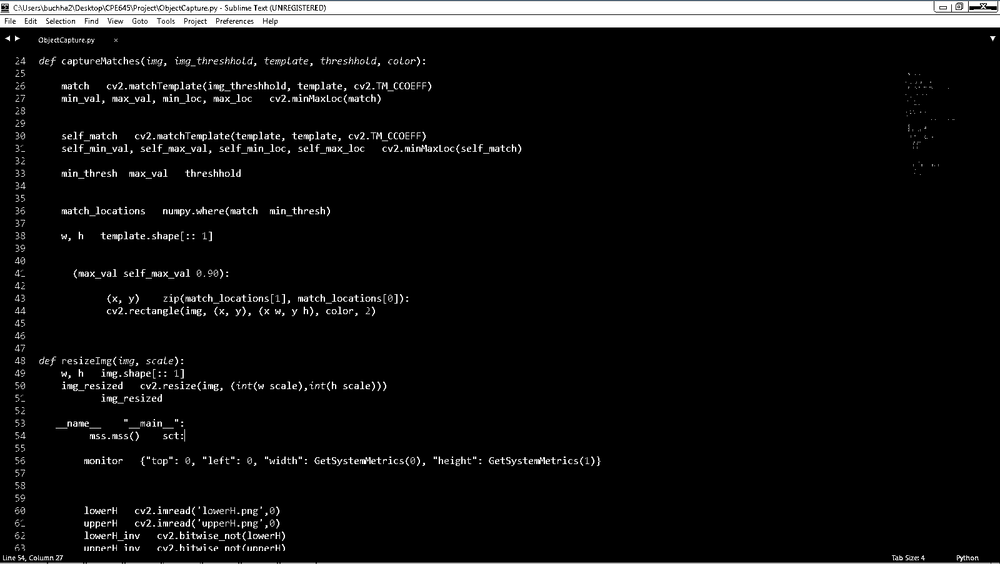 C:\Users\buchha2\Desktop\CPE645\Project\ObjectCapture.py - Sublime Text (UNREGISTERED)
File Edit Selection Find View Goto Tools Project Preferences Help
ObjectCapture.py ×
24 def captureMatches(img, img_threshhold, template, threshhold, color):
25
26 match cv2.matchTemplate(img_threshhold, template, cv2.TM_CCOEFF)
27 min_val, max_val, min_loc, max_loc cv2.minMaxLoc(match)
28
29
30 self_match cv2.matchTemplate(template, template, cv2.TM_CCOEFF)
31 self_min_val, self_max_val, self_min_loc, self_max_loc cv2.minMaxLoc(self_match)
32
33 min_thresh max_val threshhold
34
35
36 match_locations numpy.where(match min_thresh)
37
38 w, h template.shape[:: 1]
39
40
41 (max_val self_max_val 0.90):
42
43 (x, y) zip(match_locations[1], match_locations[0]):
44 cv2.rectangle(img, (x, y), (x w, y h), color, 2)
45
46
47
48 def resizeImg(img, scale):
49 w, h img.shape[:: 1]
50 img_resized cv2.resize(img, (int(w scale),int(h scale)))
51 img_resized
52
53 __name__ "__main__":
54 mss.mss() sct:
55
56 monitor {"top": 0, "left": 0, "width": GetSystemMetrics(0), "height": GetSystemMetrics(1)}
57
58
59
60 lowerH cv2.imread('lowerH.png',0)
61 upperH cv2.imread('upperH.png',0)
62 lowerH_inv cv2.bitwise_not(lowerH)
63 upperH_inv cv2.bitwise_not(upperH)
Line 54, Column 27 Tab Size: 4 Python